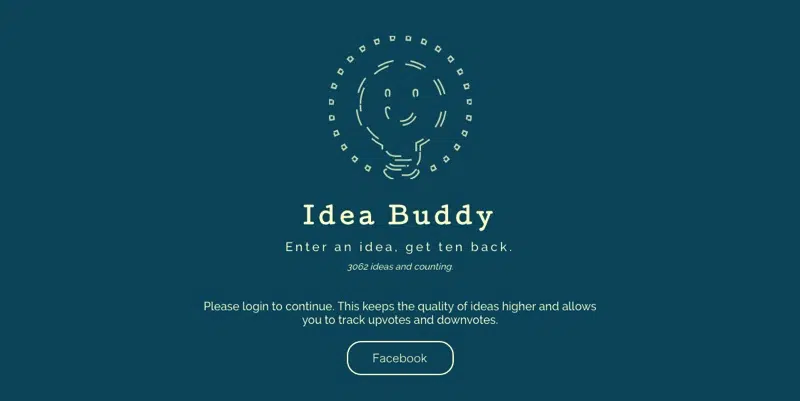 Idea Buddy
Enter an idea, get ten back.
3062 ideas and counting.
Please login to continue. This keeps the quality of ideas higher and allows
you to track upvotes and downvotes.
Facebook